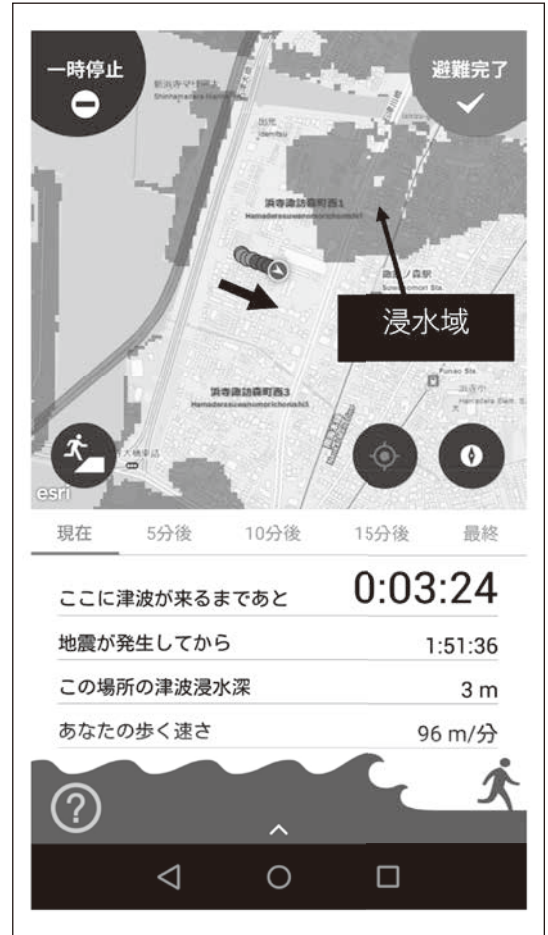 一時停止
避難完了
出光
Idemitsu
浜寺諏訪森町西1
諏訪ノ森駅
浸水域
Funao Sta.
浜寺諏訪森町西3
Hamaderasuwanomorichonishi3
esri
現在 5分後 10分後 15分後 最終
ここに津波が来るまであと 0:03:24
地震が発生してから 1:51:36
この場所の津波浸水深 3 m
あなたの歩く速さ 96 m/分
?